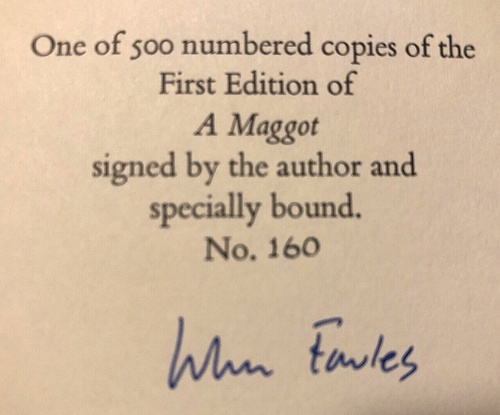 One of 500 numbered copies of the
First Edition of
A Maggot
signed by the author and
specially bound.
No. 160
John Fowles